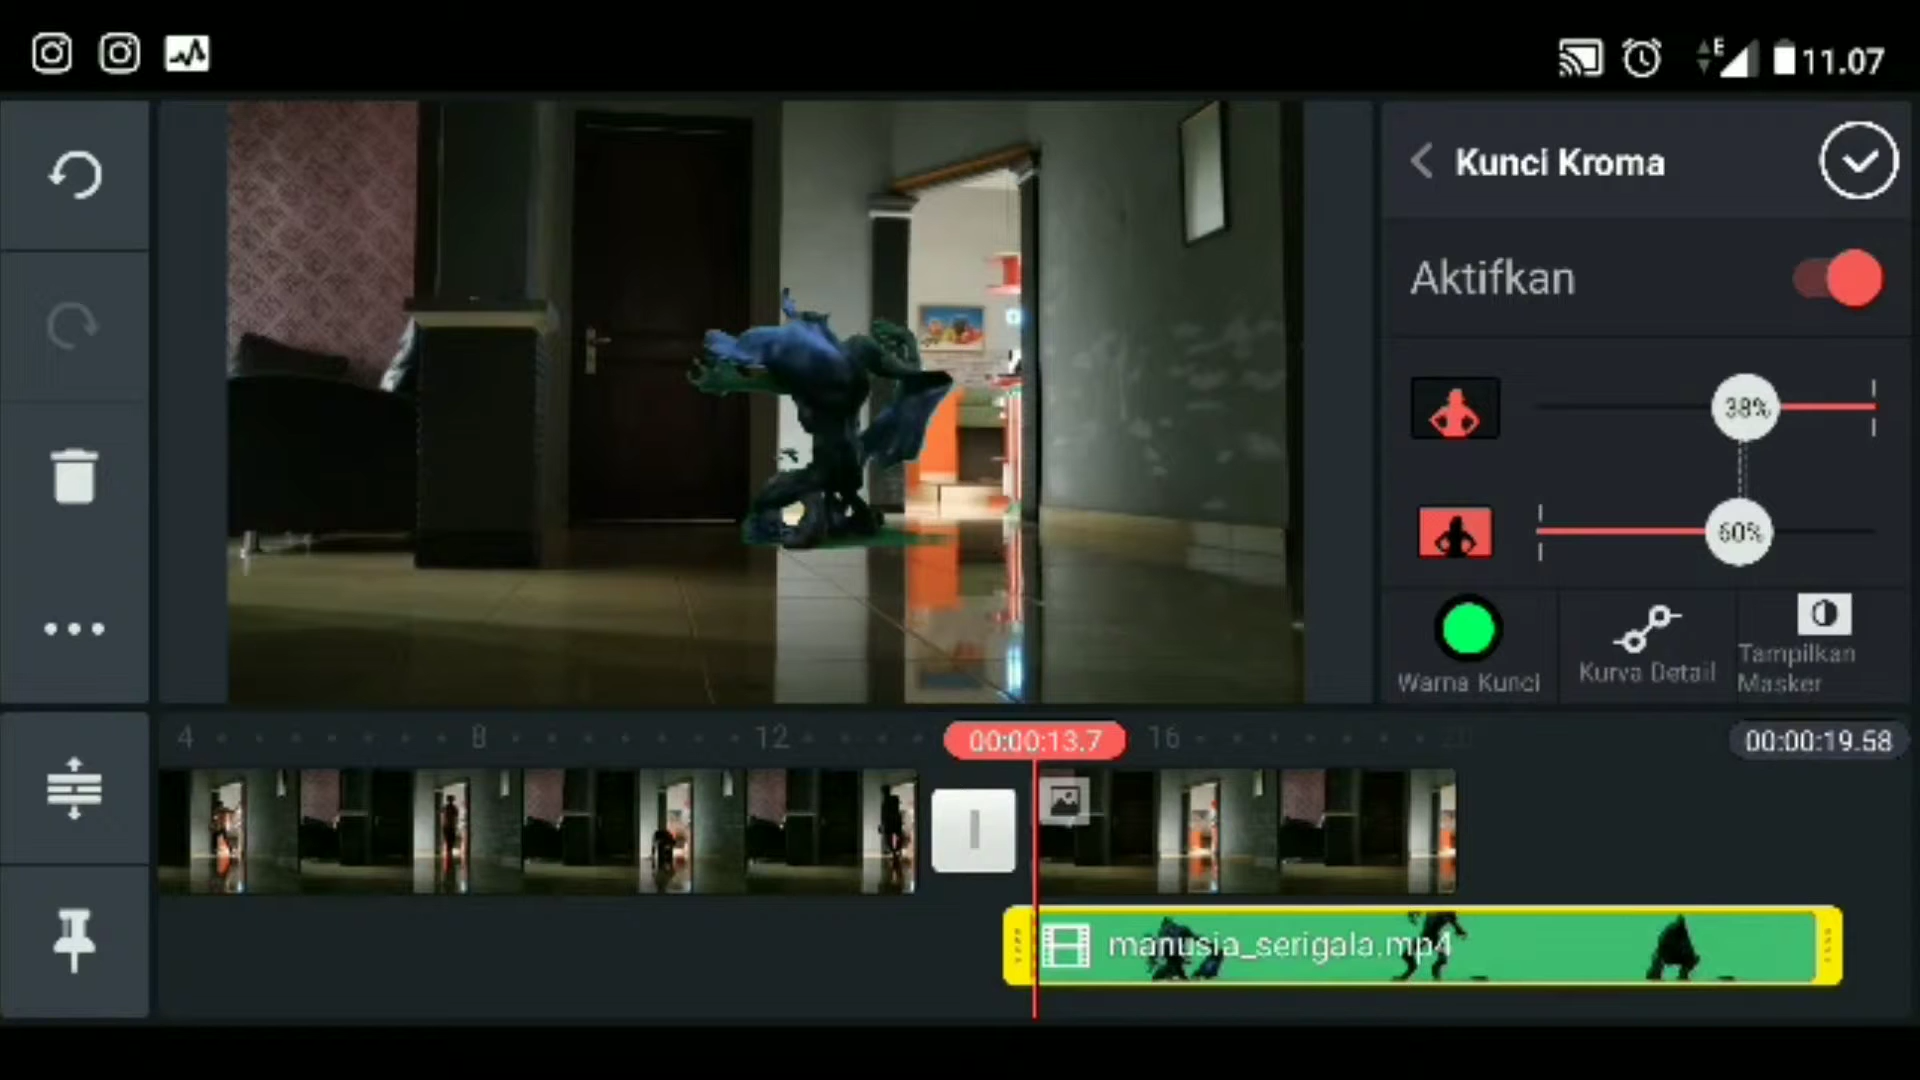 E 11.07
Kunci Kroma
Aktifkan
38%
60%
Warna Kunci
Kurva Detail
Tampilkan
Masker
4
8
12
00:00:13.7
16
20
00:00:19.58
manusia_serigala.mp4